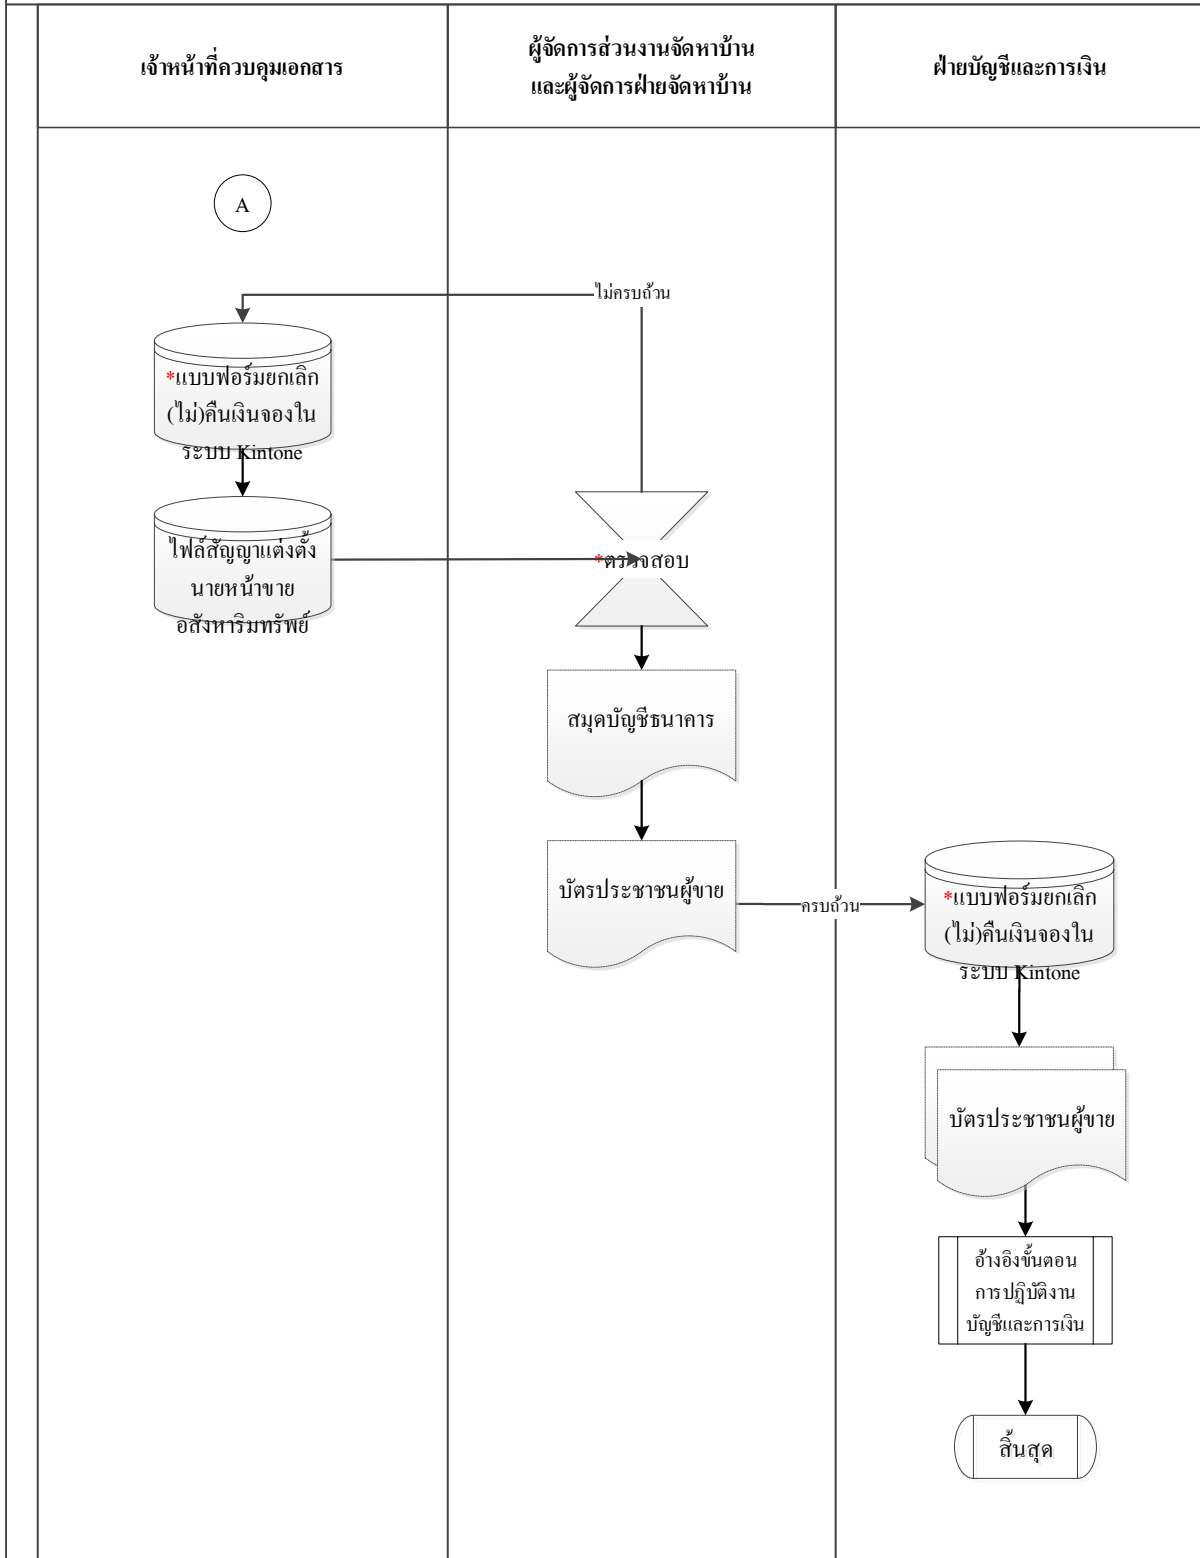 เจ้าหน้าที่ควบคุมเอกสาร
ผู้จัดการส่วนงานจัดหาบ้าน
และผู้จัดการฝ่ายจัดหาบ้าน
ฝ่ายบัญชีและการเงิน
A
ไม่ครบถ้วน
*แบบฟอร์มยกเลิก
(ไม่)คืนเงินจองใน
ระบบ Kintone
ไฟล์สัญญาแต่งตั้ง
นายหน้าขาย
อสังหาริมทรัพย์
*ตรวจสอบ
สมุดบัญชีธนาคาร
บัตรประชาชนผู้ขาย
ครบถ้วน
*แบบฟอร์มยกเลิก
(ไม่)คืนเงินจองใน
ระบบ Kintone
บัตรประชาชนผู้ขาย
อ้างอิงขั้นตอน
การปฏิบัติงาน
บัญชีและการเงิน
สิ้นสุด